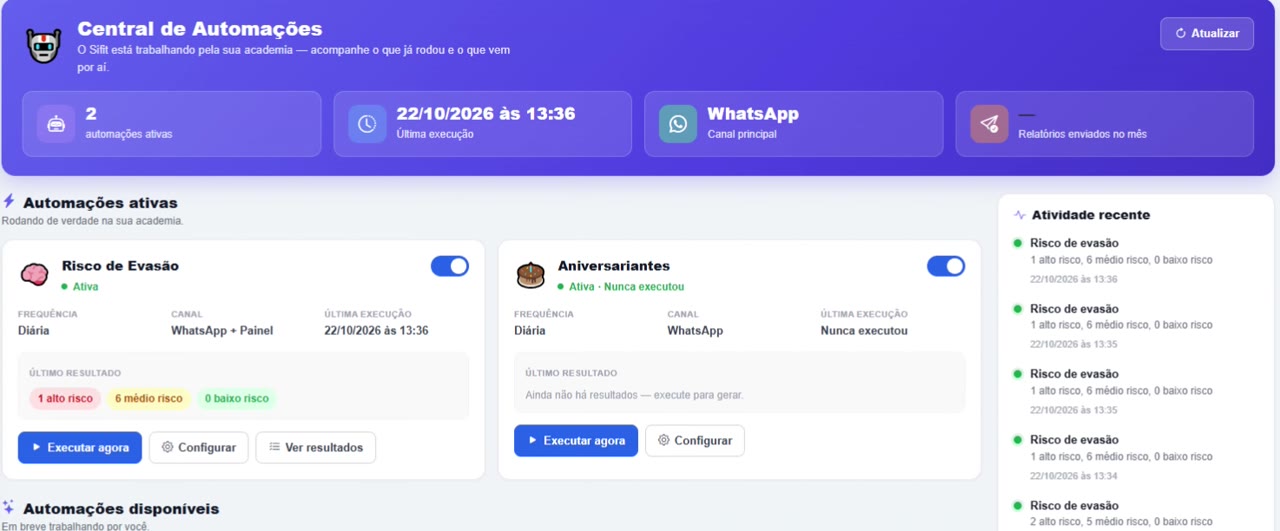 Central de Automações
O Sifit está trabalhando pela sua academia — acompanhe o que já rodou e o que vem
por aí.
Atualizar
2
automações ativas
22/10/2026 às 13:36
Última execução
WhatsApp
Canal principal
—
Relatórios enviados no mês
Automações ativas
Rodando de verdade na sua academia.
Risco de Evasão
Ativa
FREQUÊNCIA
Diária
CANAL
WhatsApp + Painel
ÚLTIMA EXECUÇÃO
22/10/2026 às 13:36
ÚLTIMO RESULTADO
1 alto risco
6 médio risco
0 baixo risco
Executar agora
Configurar
Ver resultados
Aniversariantes
Ativa · Nunca executou
FREQUÊNCIA
Diária
CANAL
WhatsApp
ÚLTIMA EXECUÇÃO
Nunca executou
ÚLTIMO RESULTADO
Ainda não há resultados — execute para gerar.
Executar agora
Configurar
Automações disponíveis
Em breve trabalhando por você.
Atividade recente
Risco de evasão
1 alto risco, 6 médio risco, 0 baixo risco
22/10/2026 às 13:36
Risco de evasão
1 alto risco, 6 médio risco, 0 baixo risco
22/10/2026 às 13:35
Risco de evasão
1 alto risco, 6 médio risco, 0 baixo risco
22/10/2026 às 13:35
Risco de evasão
1 alto risco, 6 médio risco, 0 baixo risco
22/10/2026 às 13:34
Risco de evasão
2 alto risco, 5 médio risco, 0 baixo risco